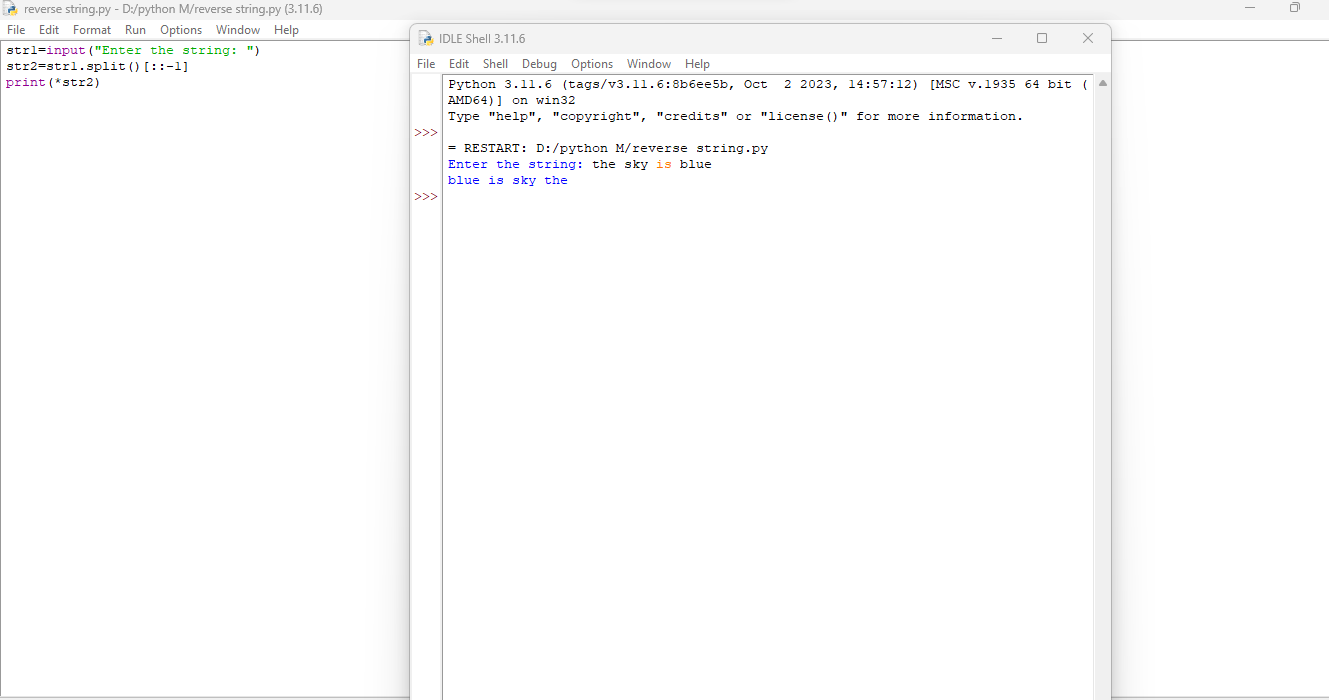 reverse string.py - D:/python M/reverse string.py (3.11.6)
File Edit Format Run Options Window Help
str1=input("Enter the string: ")
str2=str1.split()[::-1]
print(*str2)
IDLE Shell 3.11.6
File Edit Shell Debug Options Window Help
Python 3.11.6 (tags/v3.11.6:8b6ee5b, Oct  2 2023, 14:57:12) [MSC v.1935 64 bit (
AMD64)] on win32
Type "help", "copyright", "credits" or "license()" for more information.
>>>
= RESTART: D:/python M/reverse string.py
Enter the string: the sky is blue
blue is sky the
>>>